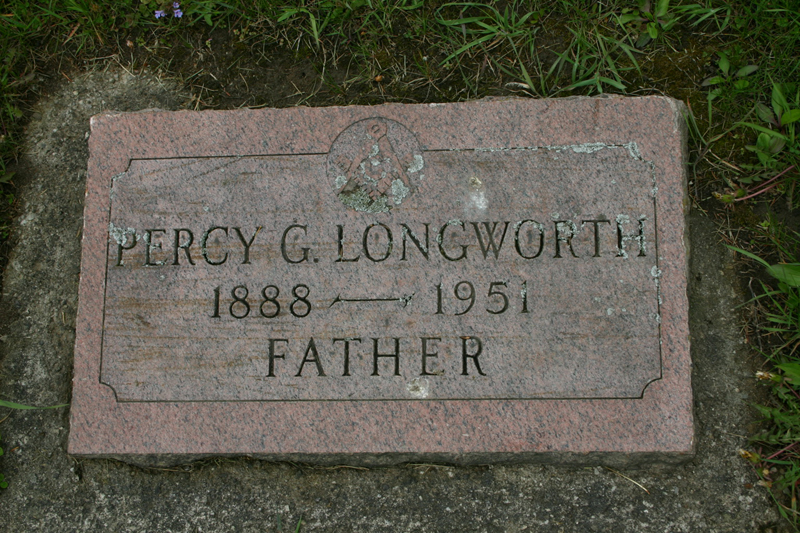 PERCY G. LONGWORTH
1888 — 1951
FATHER